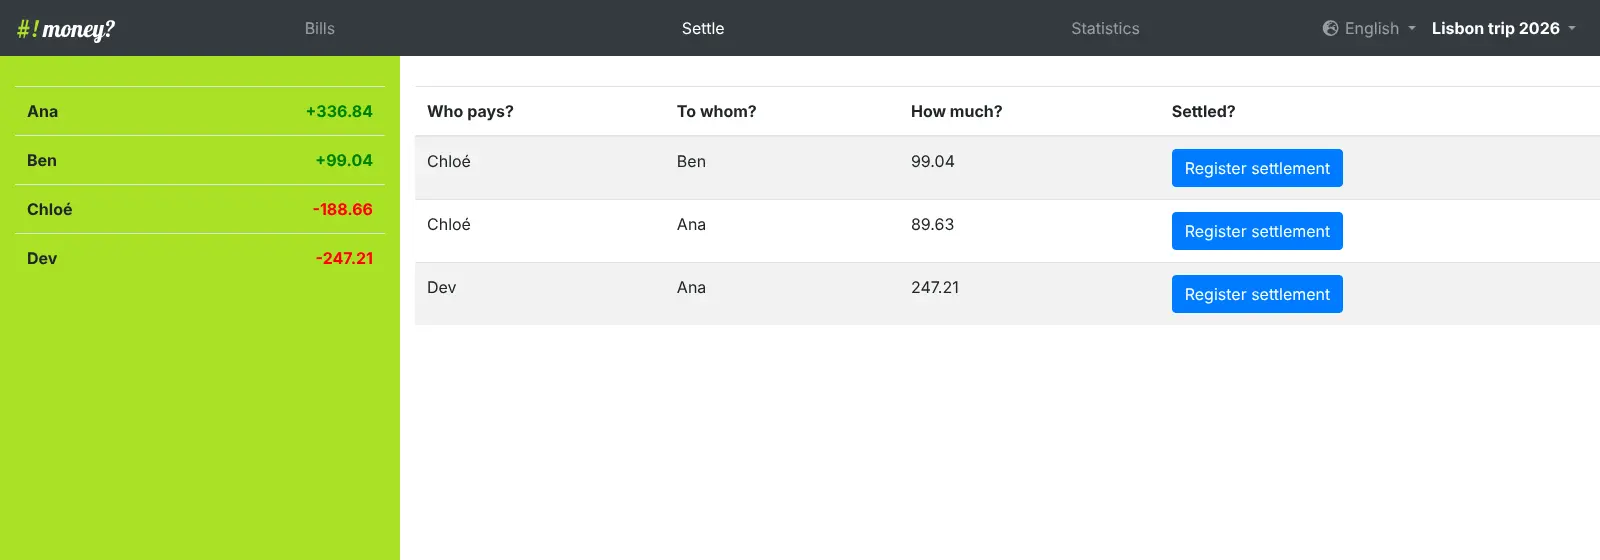 #! money? Bills Settle Statistics English Lisbon trip 2026
Ana +336.84
Ben +99.04
Chloé -188.66
Dev -247.21
Who pays? To whom? How much? Settled?
Chloé Ben 99.04 Register settlement
Chloé Ana 89.63 Register settlement
Dev Ana 247.21 Register settlement